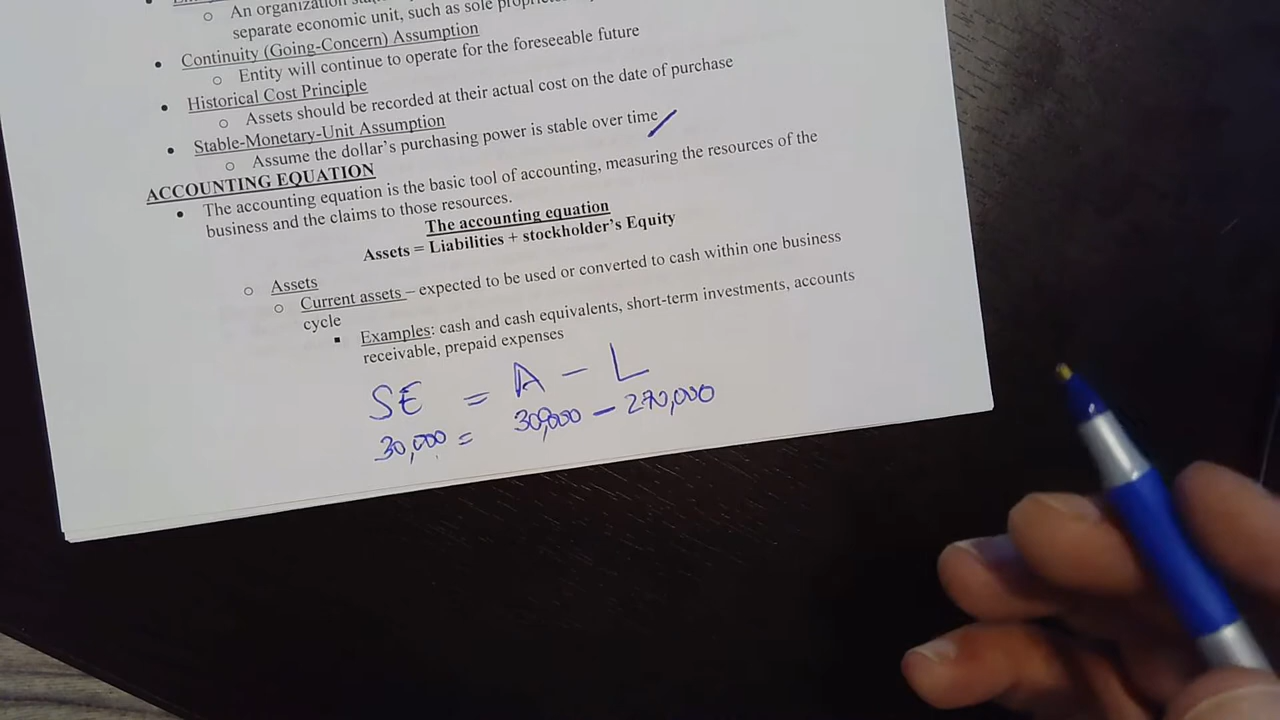 An organization
separate economic unit, such as sole
Continuity (Going-Concern) Assumption
Entity will continue to operate for the foreseeable future
Historical Cost Principle
Assets should be recorded at their actual cost on the date of purchase
Stable-Monetary-Unit Assumption
Assume the dollar's purchasing power is stable over time
ACCOUNTING EQUATION
The accounting equation is the basic tool of accounting, measuring the resources of the
business and the claims to those resources.
The accounting equation
Assets = Liabilities + stockholder's Equity
Assets
Current assets – expected to be used or converted to cash within one business
cycle
Examples: cash and cash equivalents, short-term investments, accounts
receivable, prepaid expenses
SE = A - L
30,000 = 300,000 - 270,000